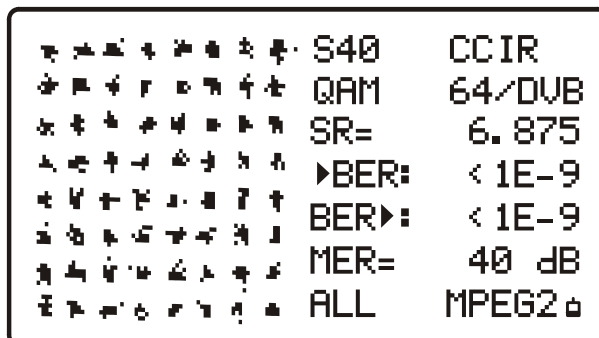 S40 CCIR
QAM 64/DVB
SR= 6.875
▶BER: < 1E-9
BER▶: < 1E-9
MER= 40 dB
ALL MPEG2